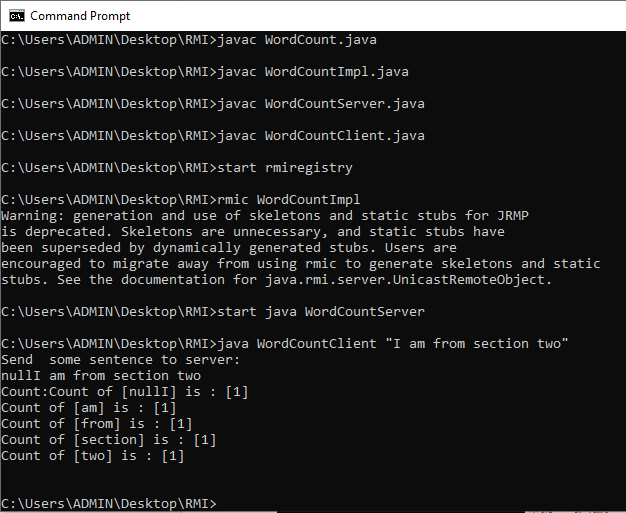 Command Prompt
C:\Users\ADMIN\Desktop\RMI>javac WordCount.java
C:\Users\ADMIN\Desktop\RMI>javac WordCountImpl.java
C:\Users\ADMIN\Desktop\RMI>javac WordCountServer.java
C:\Users\ADMIN\Desktop\RMI>javac WordCountClient.java
C:\Users\ADMIN\Desktop\RMI>start rmiregistry
C:\Users\ADMIN\Desktop\RMI>rmic WordCountImpl
Warning: generation and use of skeletons and static stubs for JRMP
is deprecated. Skeletons are unnecessary, and static stubs have
been superseded by dynamically generated stubs. Users are
encouraged to migrate away from using rmic to generate skeletons and static
stubs. See the documentation for java.rmi.server.UnicastRemoteObject.
C:\Users\ADMIN\Desktop\RMI>start java WordCountServer
C:\Users\ADMIN\Desktop\RMI>java WordCountClient "I am from section two"
Send  some sentence to server:
nullI am from section two
Count:Count of [nullI] is : [1]
Count of [am] is : [1]
Count of [from] is : [1]
Count of [section] is : [1]
Count of [two] is : [1]
C:\Users\ADMIN\Desktop\RMI>